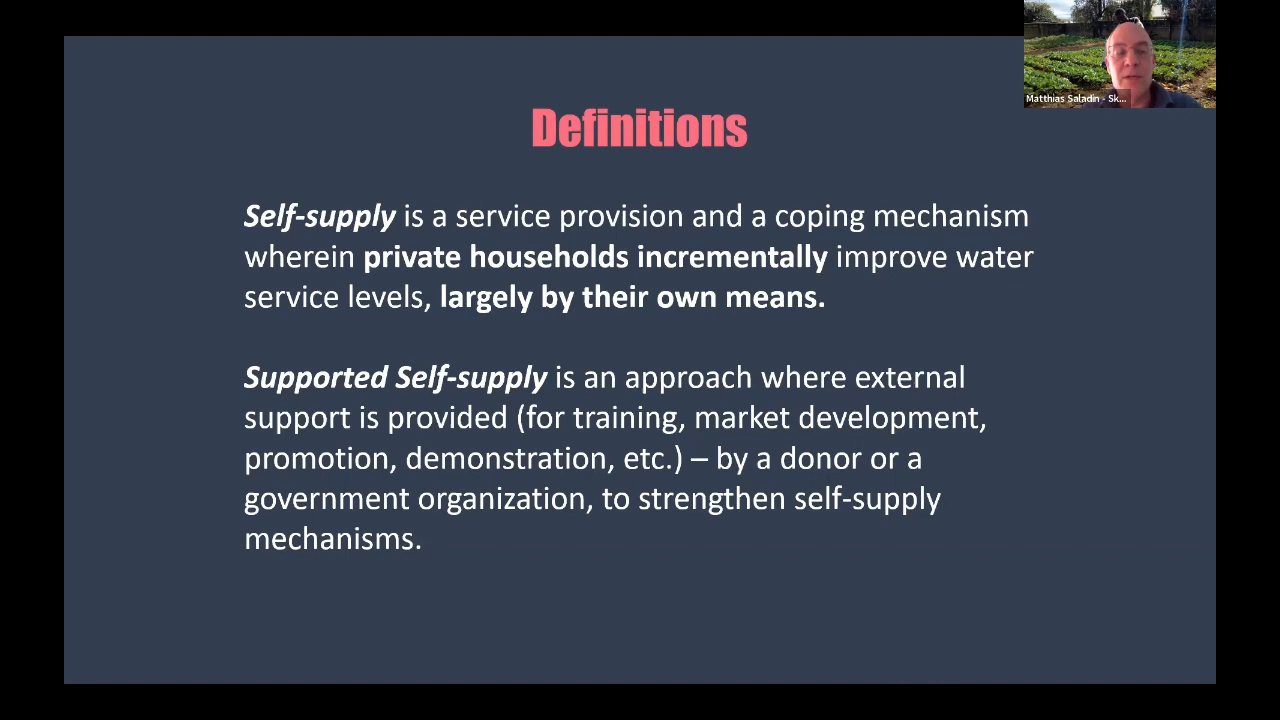 Matthias Saladin - Sk...
Definitions
Self-supply is a service provision and a coping mechanism
wherein private households incrementally improve water
service levels, largely by their own means.
Supported Self-supply is an approach where external
support is provided (for training, market development,
promotion, demonstration, etc.) – by a donor or a
government organization, to strengthen self-supply
mechanisms.